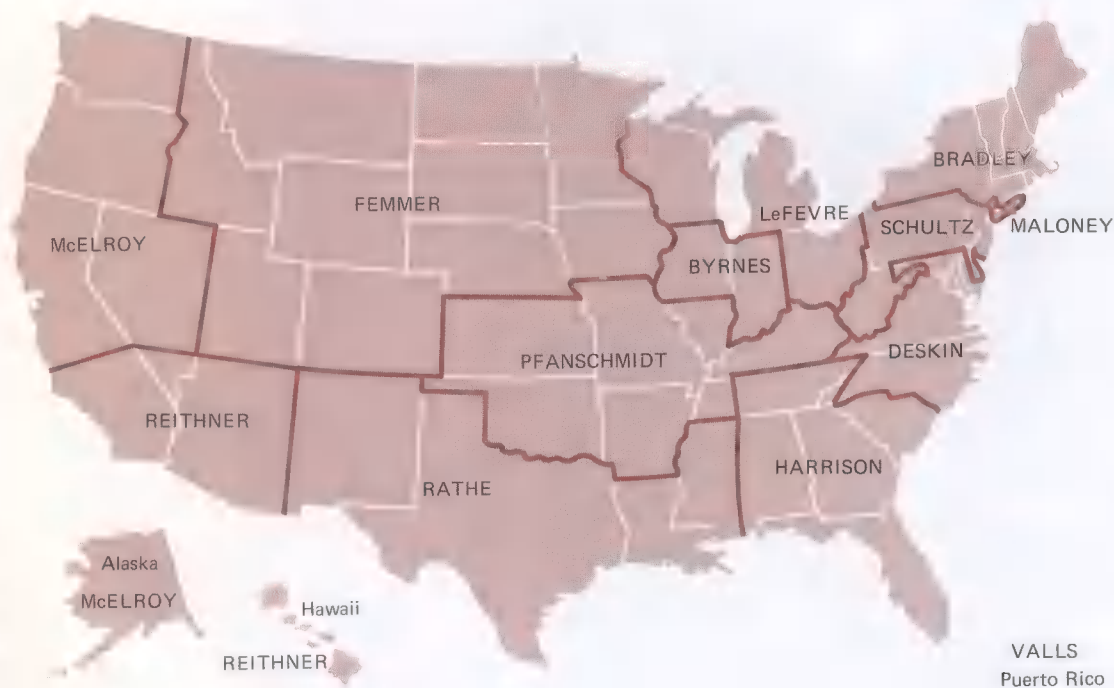 BRADLEY
FEMMER
LeFEVRE
SCHULTZ
MALONEY
McELROY
BYRNES
DESKIN
PFANSCHMIDT
REITHNER
HARRISON
RATHE
Alaska
McELROY
Hawaii
REITHNER
VALLS
Puerto Rico